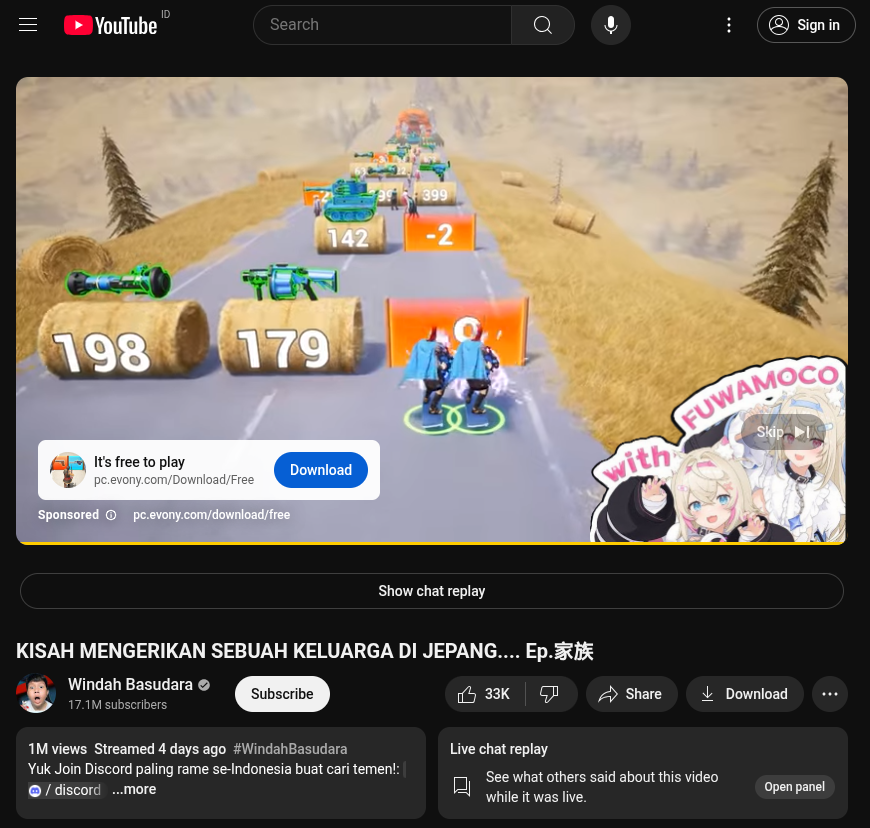 YouTube ID
Search
Sign in
399
142
-2
198
179
with FUWAMOCO
Skip
It's free to play
pc.evony.com/Download/Free
Download
Sponsored
pc.evony.com/download/free
Show chat replay
KISAH MENGERIKAN SEBUAH KELUARGA DI JEPANG.... Ep.家族
Windah Basudara
17.1M subscribers
Subscribe
33K
Share
Download
1M views Streamed 4 days ago #WindahBasudara
Yuk Join Discord paling rame se-Indonesia buat cari temen!:
/ discord ...more
Live chat replay
See what others said about this video
while it was live.
Open panel